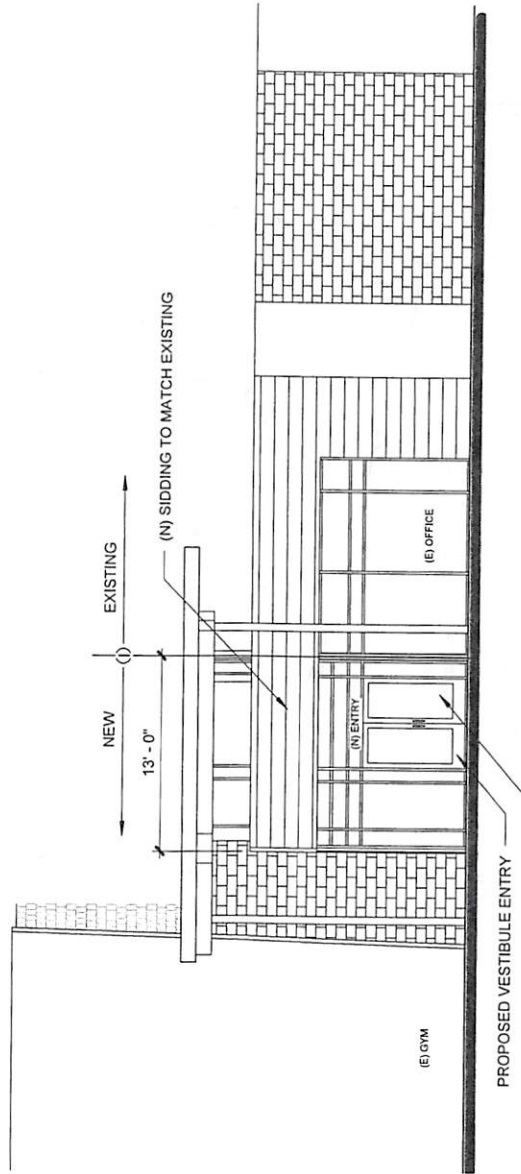 NEW
EXISTING
13' - 0"
(N) SIDDING TO MATCH EXISTING
(N) ENTRY
(E) OFFICE
(E) GYM
PROPOSED VESTIBULE ENTRY